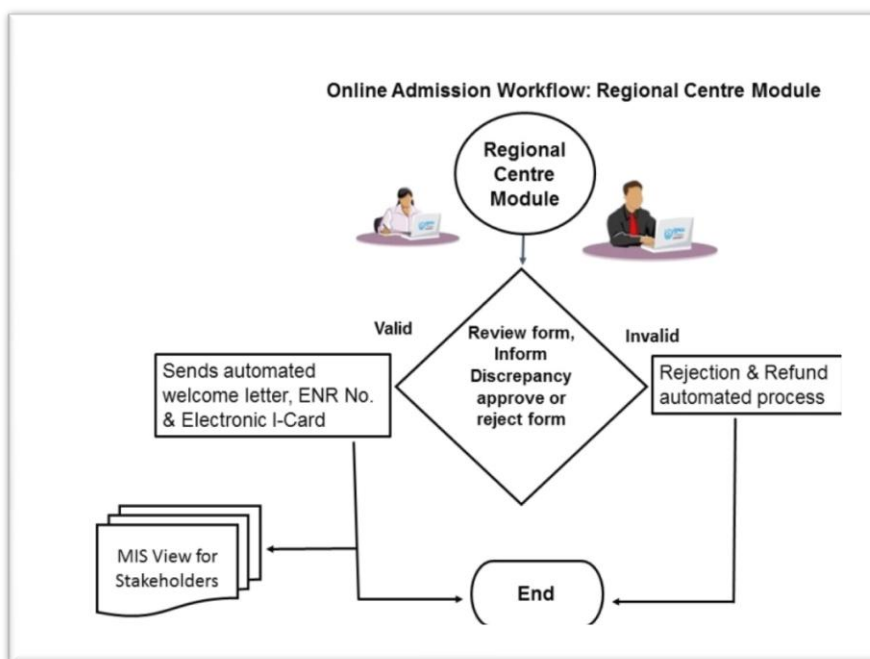 Online Admission Workflow: Regional Centre Module
Regional
Centre
Module
Valid
Review form,
Inform
Discrepancy
approve or
reject form
Invalid
Sends automated
welcome letter, ENR No.
& Electronic I-Card
Rejection & Refund
automated process
MIS View for
Stakeholders
End